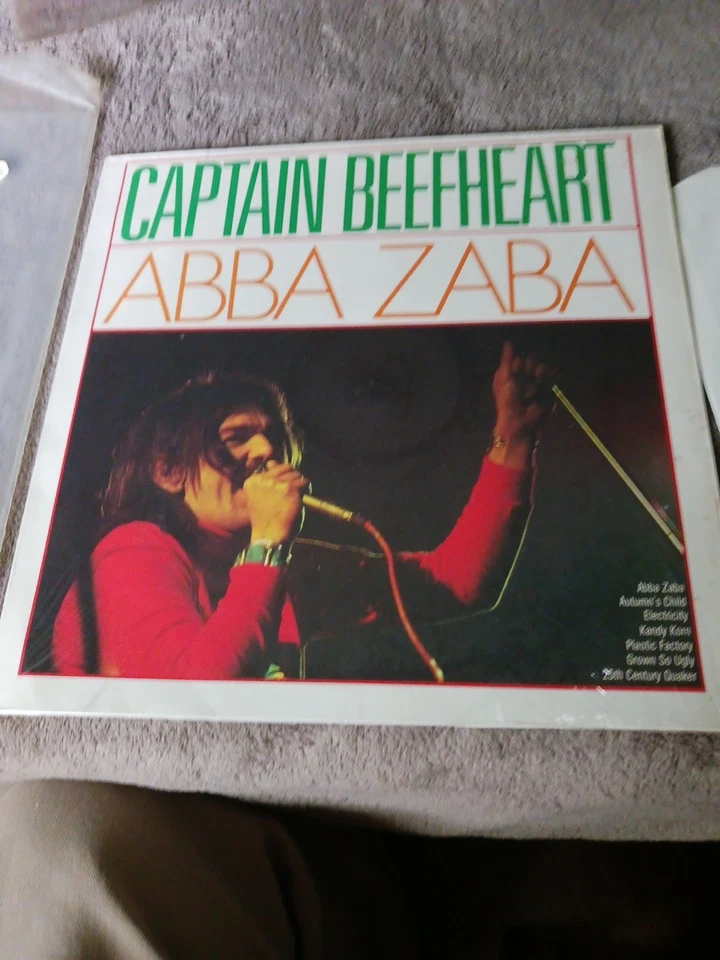 CAPTAIN BEEFHEART
ABBA ZABA
Abba Zaba
Autumn's Child
Electricity
Kandy Korn
Plastic Factory
Grown So Ugly
25th Century Quaker